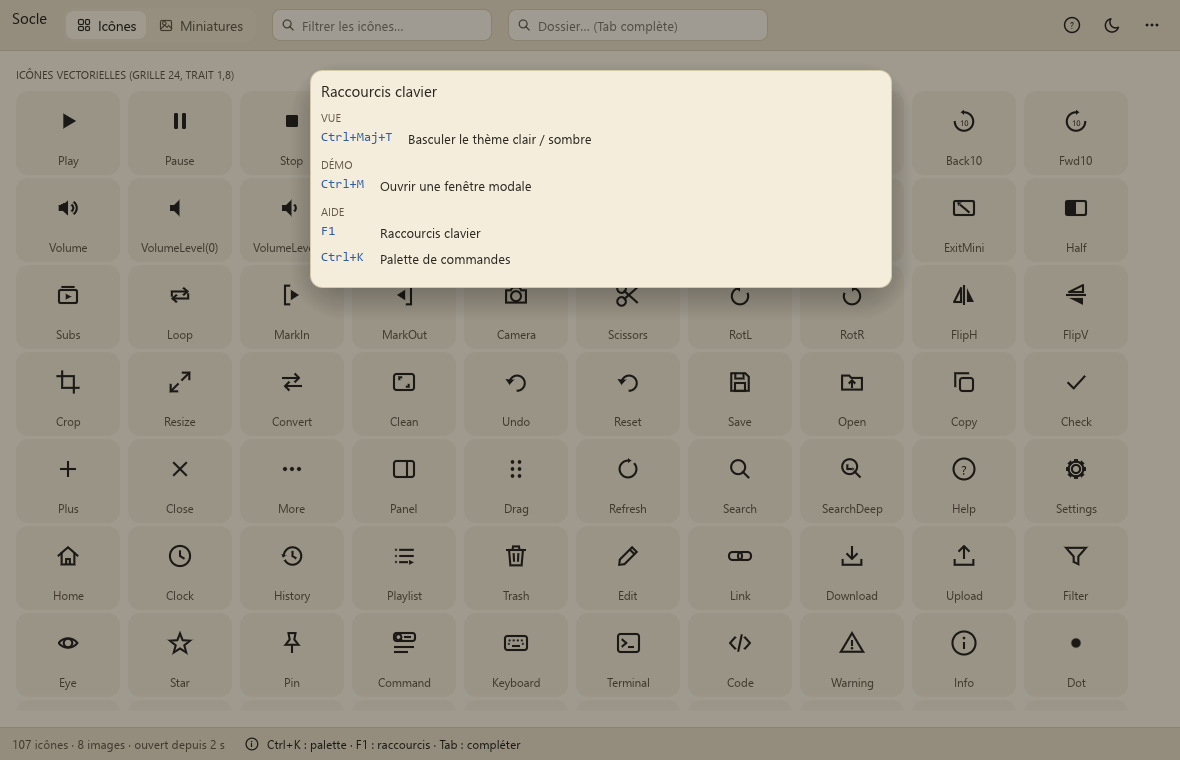 Socle
Icônes
Miniatures
Filtrer les icônes...
Dossier... (Tab complète)
?
ICÔNES VECTORIELLES (GRILLE 24, TRAIT 1,8)
Raccourcis clavier
VUE
Ctrl+Maj+T Basculer le thème clair / sombre
DÉMO
Ctrl+M Ouvrir une fenêtre modale
AIDE
F1 Raccourcis clavier
Ctrl+K Palette de commandes
10 10
Play Pause Stop Back10 Fwd10
Volume VolumeLevel(0) ExitMini Half
Subs Loop MarkIn MarkOut Camera Scissors RotL RotR FlipH FlipV
Crop Resize Convert Clean Undo Reset Save Open Copy Check
?
Plus Close More Panel Drag Refresh Search SearchDeep Help Settings
Home Clock History Playlist Trash Edit Link Download Upload Filter
Eye Star Pin Command Keyboard Terminal Code Warning Info Dot
107 icônes · 8 images · ouvert depuis 2 s
Ctrl+K : palette · F1 : raccourcis · Tab : compléter